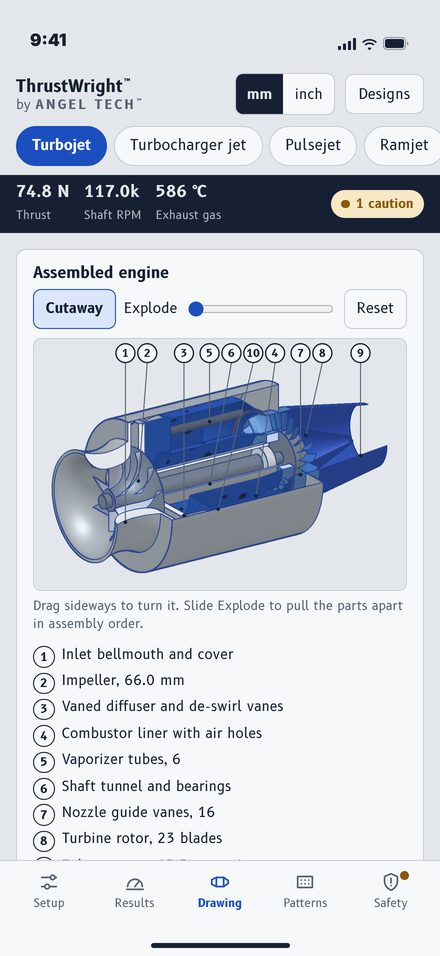 9:41
ThrustWright™
by ANGEL TECH™
mm inch Designs
Turbojet Turbocharger jet Pulsejet Ramjet
74.8 N 117.0k 586 °C
Thrust Shaft RPM Exhaust gas
1 caution
Assembled engine
Cutaway Explode Reset
1 2 3 5 6 10 4 7 8 9
Drag sideways to turn it. Slide Explode to pull the parts apart
in assembly order.
1 Inlet bellmouth and cover
2 Impeller, 66.0 mm
3 Vaned diffuser and de-swirl vanes
4 Combustor liner with air holes
5 Vaporizer tubes, 6
6 Shaft tunnel and bearings
7 Nozzle guide vanes, 16
8 Turbine rotor, 23 blades
Setup Results Drawing Patterns Safety